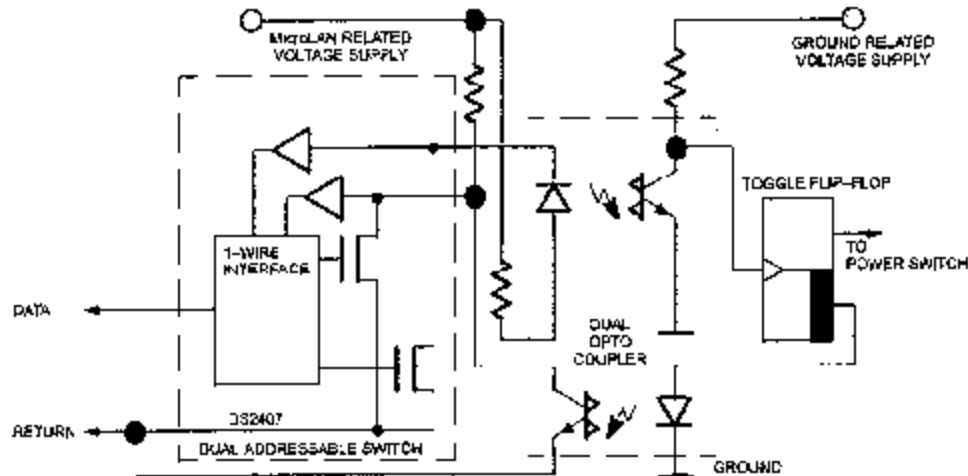 MicroLAN RELATED
VOLTAGE SUPPLY
GROUND RELATED
VOLTAGE SUPPLY
TOGGLE FLIP-FLOP
1-WIRE
INTERFACE
TO
POWER SWITCH
DATA
DUAL
OPTO
COUPLER
DS2407
RETURN
DUAL ADDRESSABLE SWITCH
GROUND